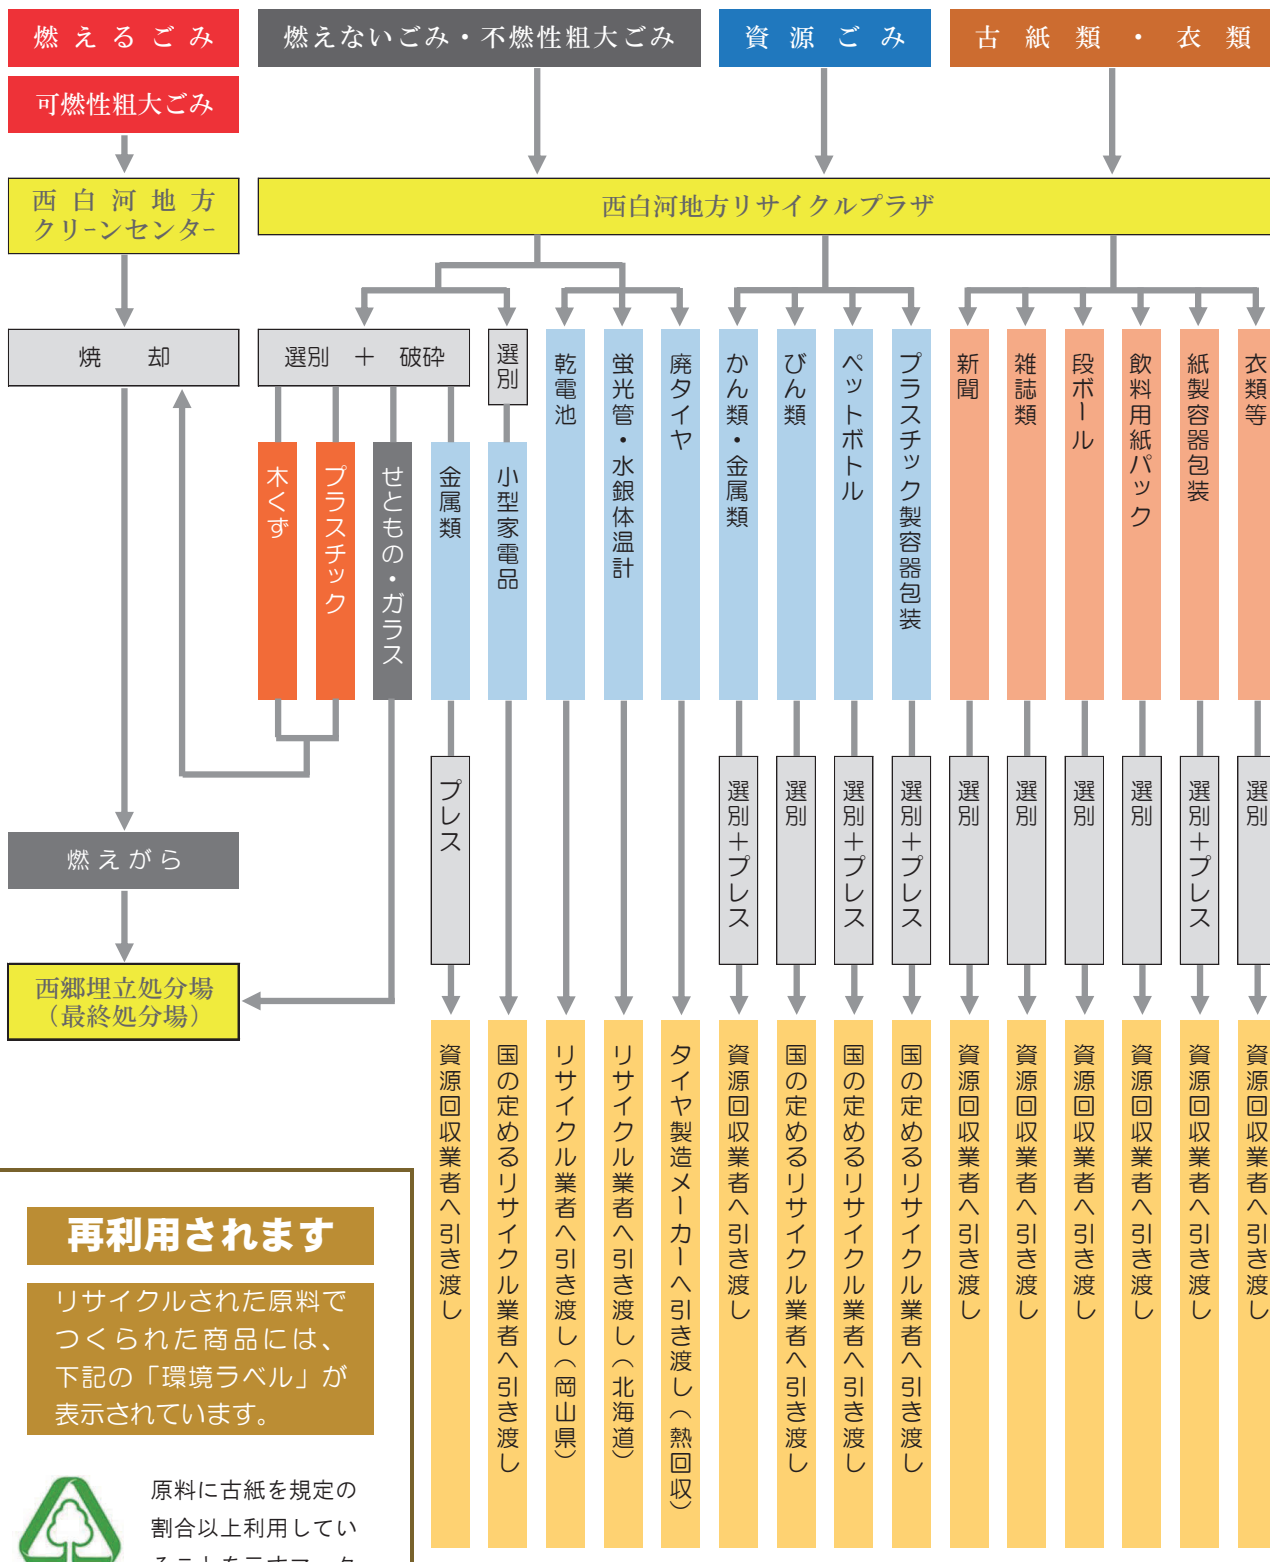 燃えるごみ
可燃性粗大ごみ
燃えないごみ・不燃性粗大ごみ
資源ごみ
古紙類・衣類
西白河地方
クリーンセンター
西白河地方リサイクルプラザ
焼却
選別＋破砕
選別
乾電池
蛍光管・水銀体温計
廃タイヤ
かん類・金属類
びん類
ペットボトル
プラスチック製容器包装
新聞
雑誌類
段ボール
飲料用紙パック
紙製容器包装
衣類等
木くず
プラスチック
せともの・ガラス
金属類
小型家電品
プレス
選別＋プレス
選別
選別＋プレス
選別＋プレス
選別
選別
選別
選別
選別＋プレス
選別
燃えがら
西郷埋立処分場
（最終処分場）
資源回収業者へ引き渡し
国の定めるリサイクル業者へ引き渡し
リサイクル業者へ引き渡し（岡山県）
リサイクル業者へ引き渡し（北海道）
タイヤ製造メーカーへ引き渡し（熱回収）
資源回収業者へ引き渡し
国の定めるリサイクル業者へ引き渡し
国の定めるリサイクル業者へ引き渡し
国の定めるリサイクル業者へ引き渡し
資源回収業者へ引き渡し
資源回収業者へ引き渡し
資源回収業者へ引き渡し
資源回収業者へ引き渡し
資源回収業者へ引き渡し
資源回収業者へ引き渡し
再利用されます
リサイクルされた原料で
つくられた商品には、
下記の「環境ラベル」が
表示されています。
原料に古紙を規定の
割合以上利用してい
ることを示すマーク